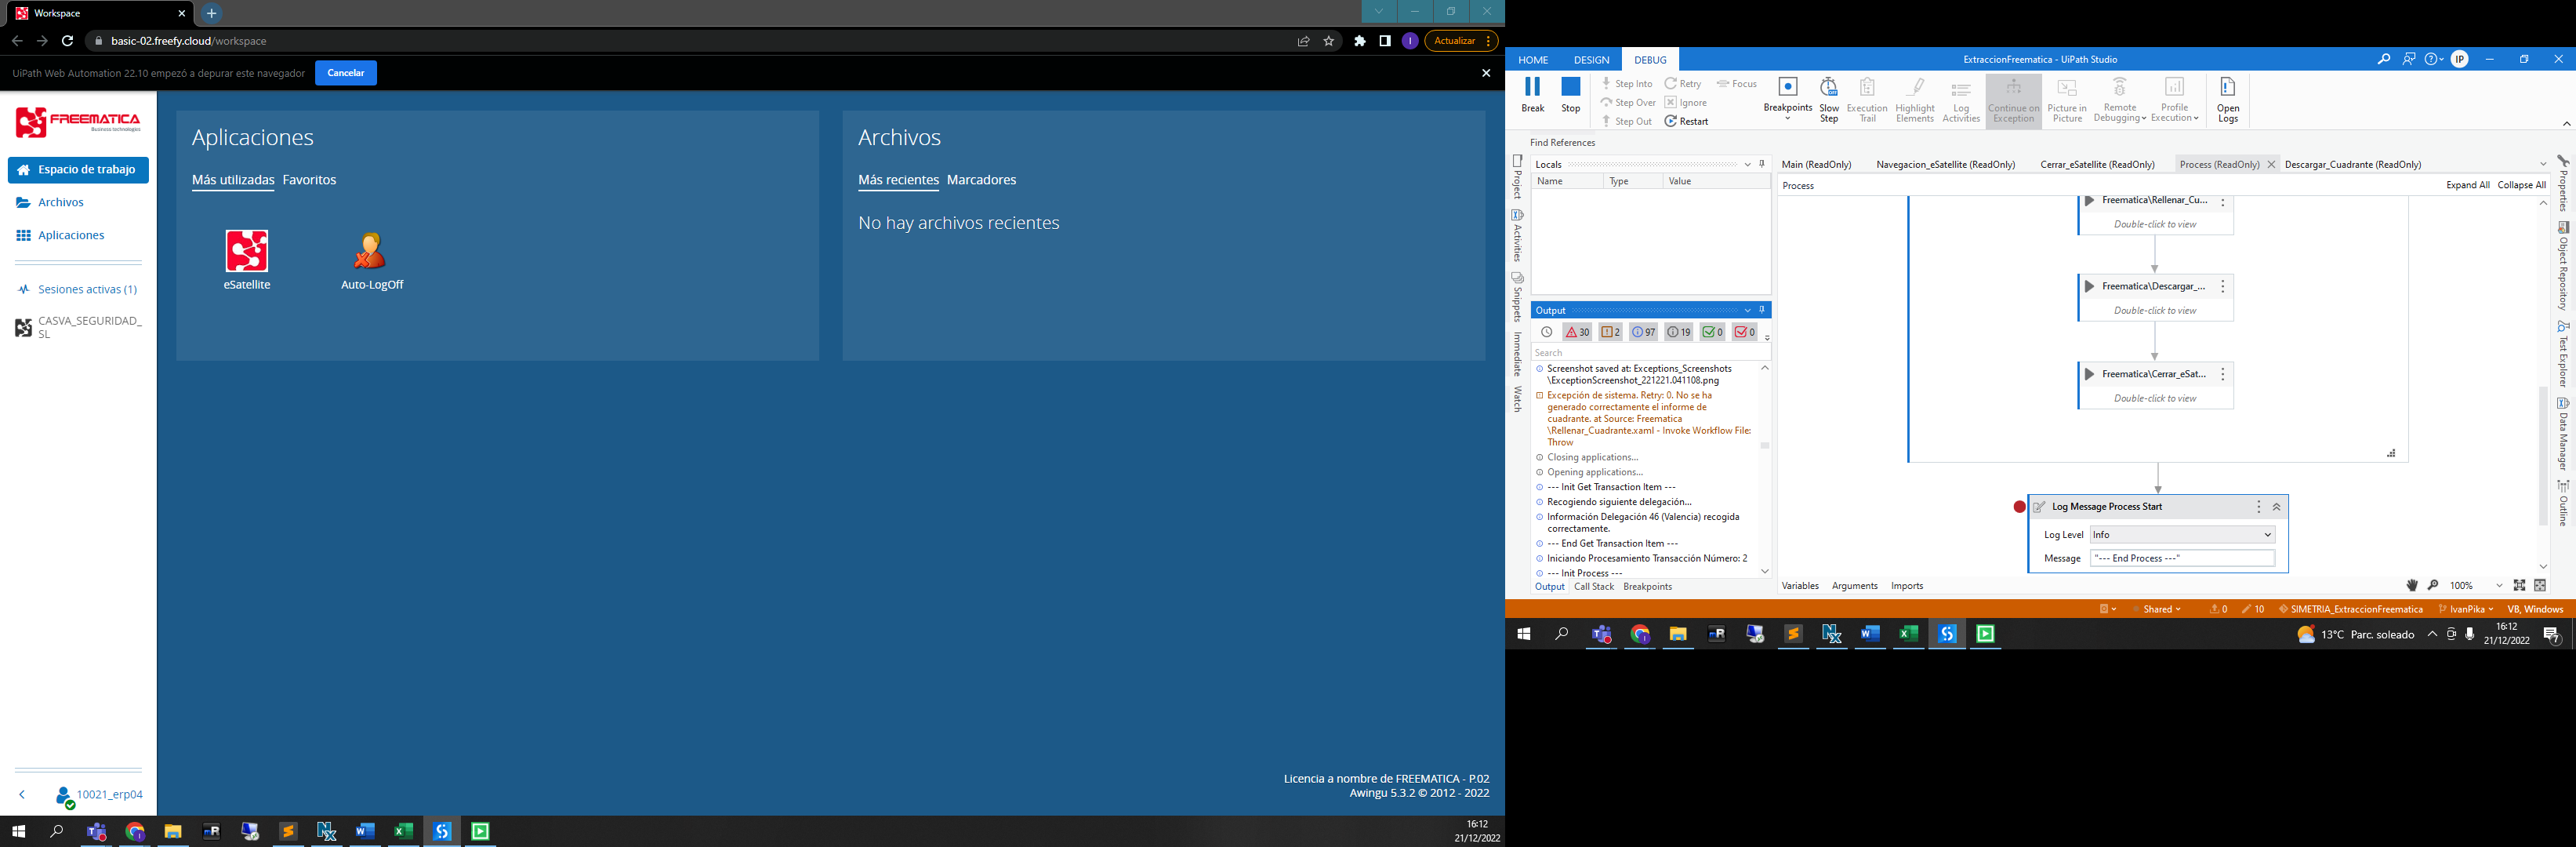 Workspace
basic-02.freefy.cloud/workspace
Actualizar
UiPath Web Automation 22.10 empezó a depurar este navegador
Cancelar
FREEMATICA
Business technologies
Espacio de trabajo
Archivos
Aplicaciones
Sesiones activas (1)
CASVA_SEGURIDAD_
SL
10021_erp04
Aplicaciones
Más utilizadas
Favoritos
eSatellite
Auto-LogOff
Archivos
Más recientes
Marcadores
No hay archivos recientes
Licencia a nombre de FREEMATICA - P.02
Awingu 5.3.2 © 2012 - 2022
16:12
21/12/2022
HOME
DESIGN
DEBUG
ExtraccionFreematica - UiPath Studio
IP
Break
Stop
Step Into
Step Over
Step Out
Retry
Ignore
Restart
Focus
Breakpoints
Slow
Step
Execution
Trail
Highlight
Elements
Log
Activities
Continue on
Exception
Picture in
Picture
Remote
Debugging
Profile
Execution
Open
Logs
Find References
Project
Activities
Snippets
Immediate
Watch
Locals
Name
Type
Value
Output
30
2
97
19
0
0
Search
Screenshot saved at: Exceptions_Screenshots
\ExceptionScreenshot_221221.041108.png
Excepción de sistema. Retry: 0. No se ha
generado correctamente el informe de
cuadrante. at Source: Freematica
\Rellenar_Cuadrante.xaml - Invoke Workflow File:
Throw
Closing applications...
Opening applications...
--- Init Get Transaction Item ---
Recogiendo siguiente delegación...
Información Delegación 46 (Valencia) recogida
correctamente.
--- End Get Transaction Item ---
Iniciando Procesamiento Transacción Número: 2
--- Init Process ---
Output
Call Stack
Breakpoints
Main (ReadOnly)
Navegacion_eSatellite (ReadOnly)
Cerrar_eSatellite (ReadOnly)
Process (ReadOnly)
Descargar_Cuadrante (ReadOnly)
Process
Expand All
Collapse All
Freematica\Rellenar_Cu...
Double-click to view
Freematica\Descargar_...
Double-click to view
Freematica\Cerrar_eSat...
Double-click to view
Log Message Process Start
Log Level
Info
Message
"--- End Process ---"
Variables
Arguments
Imports
100%
Properties
Object Repository
Test Explorer
Data Manager
Outline
Shared
0
10
SIMETRIA_ExtraccionFreematica
IvanPika
VB, Windows
13°C
Parc. soleado
16:12
21/12/2022
7